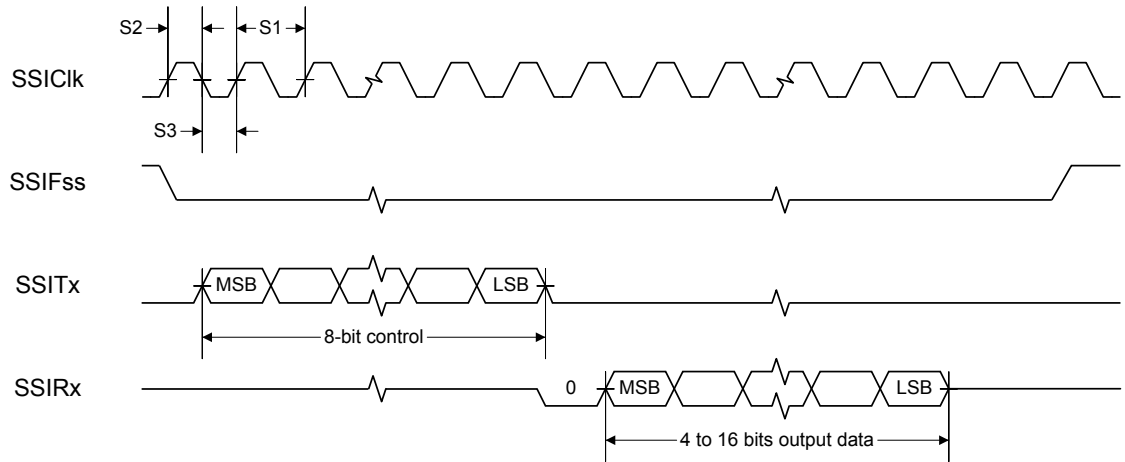 S2
S1
SSIClk
S3
SSIFss
SSITx
MSB
LSB
8-bit control
SSIRx
0
MSB
LSB
4 to 16 bits output data